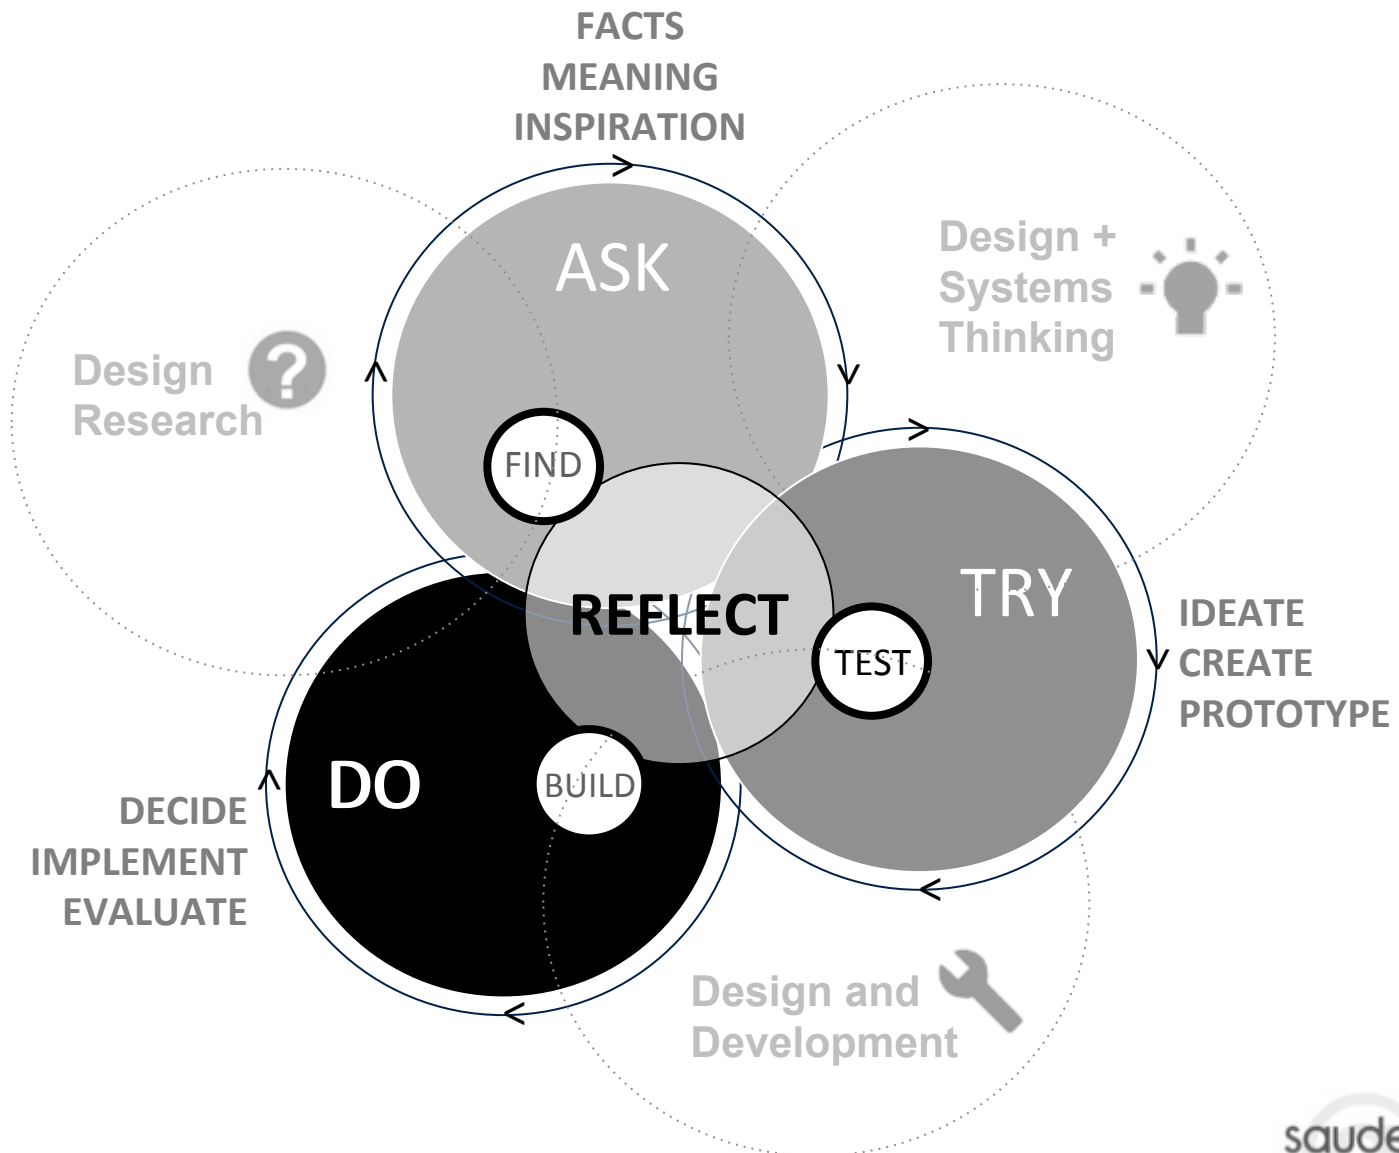 FACTS
MEANING
INSPIRATION
ASK
Design +
Systems
Thinking
Design
Research
?
FIND
REFLECT
TRY
TEST
IDEATE
CREATE
PROTOTYPE
DO
BUILD
DECIDE
IMPLEMENT
EVALUATE
Design and
Development
saude